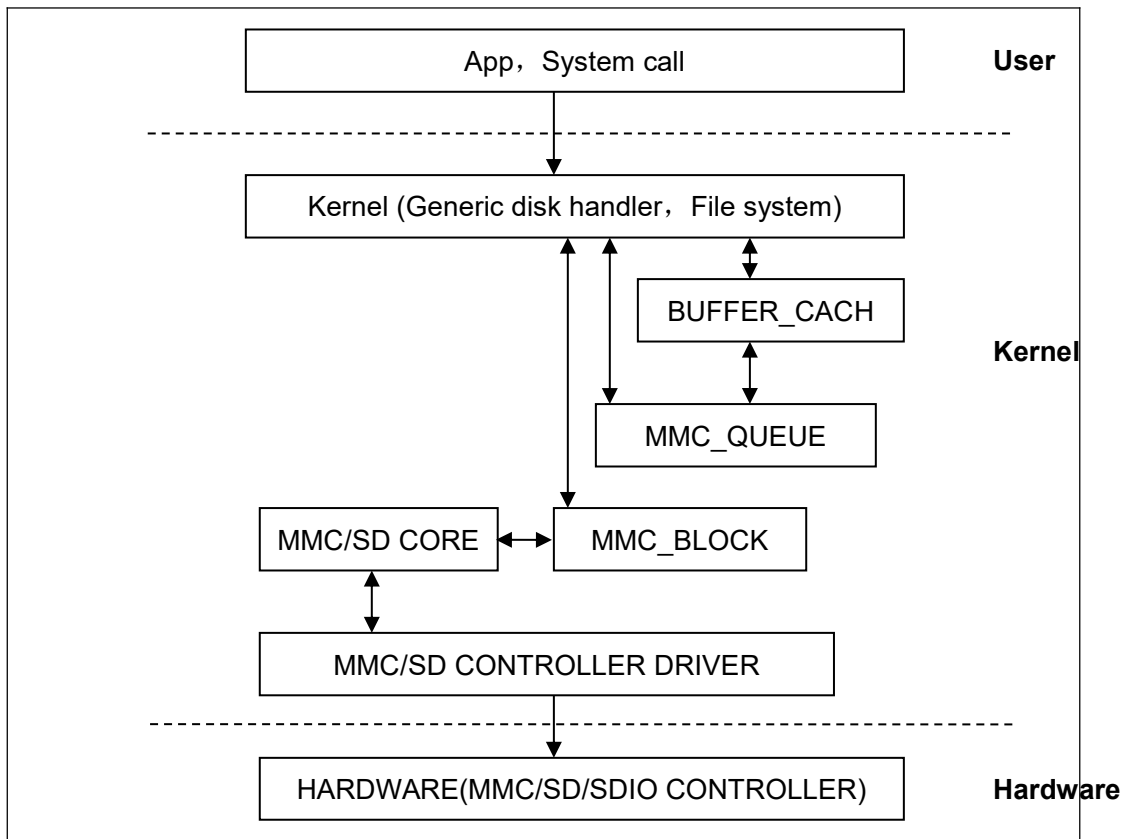 App，System call
User
Kernel (Generic disk handler，File system)
BUFFER_CACH
Kernel
MMC_QUEUE
MMC/SD CORE
MMC_BLOCK
MMC/SD CONTROLLER DRIVER
HARDWARE(MMC/SD/SDIO CONTROLLER)
Hardware